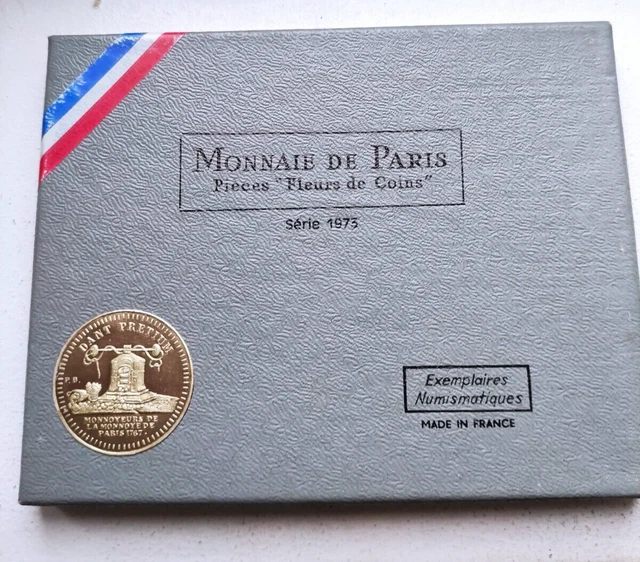 MONNAIE DE PARIS
Pièces "Fleurs de Coins"
Série 1973
DANT PRETIUM
P.B.
MONNOYEURS DE
LA MONNOYE DE
PARIS 1767.
Exemplaires
Numismatiques
MADE IN FRANCE